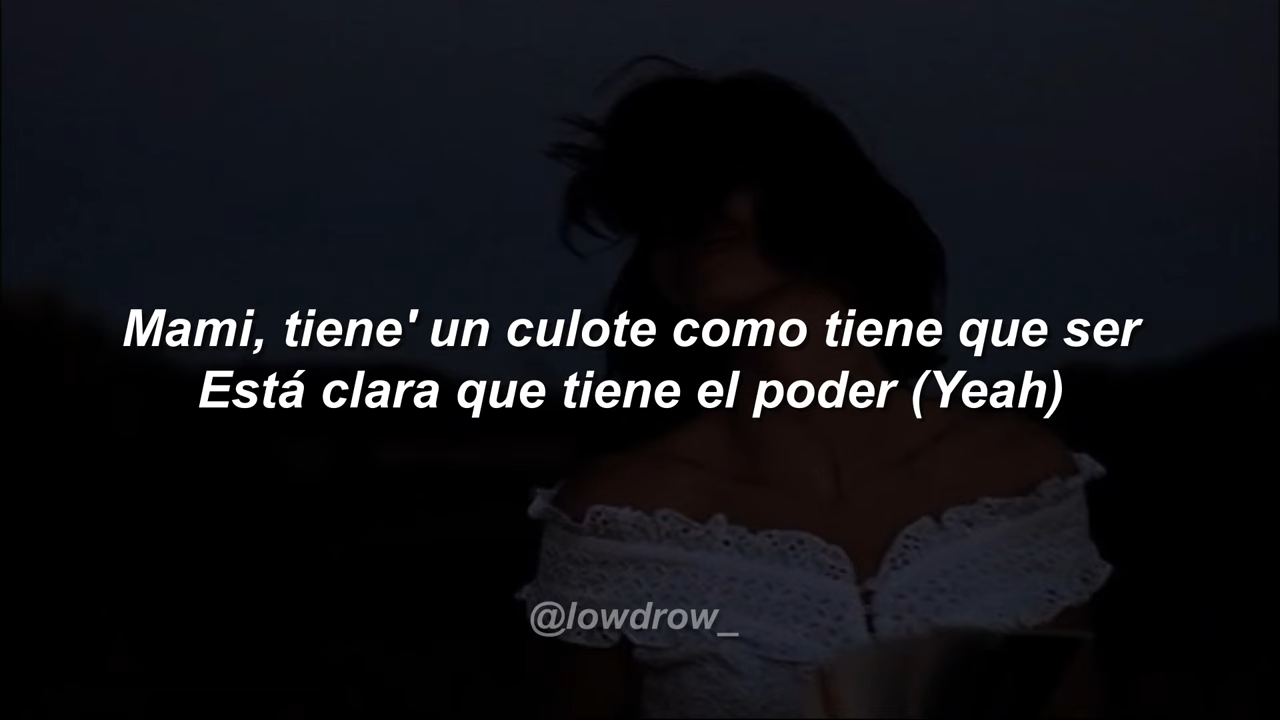 Mami, tiene' un culote como tiene que ser
Está clara que tiene el poder (Yeah)
@lowdrow_